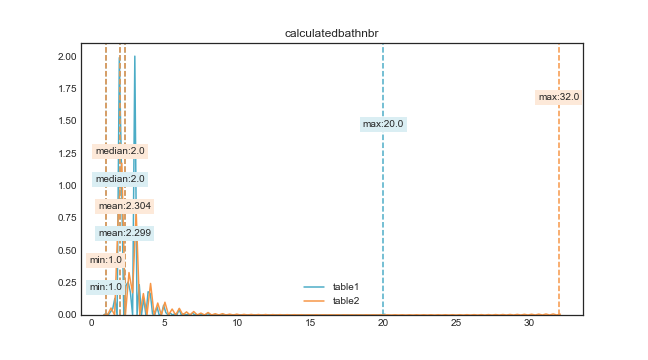 calculatedbathnbr
2.00
1.75
1.50
1.25
1.00
0.75
0.50
0.25
0.00
max:32.0
max:20.0
median:2.0
median:2.0
mean:2.304
mean:2.299
min:1.0
min:1.0
table1
table2
0
5
10
15
20
25
30